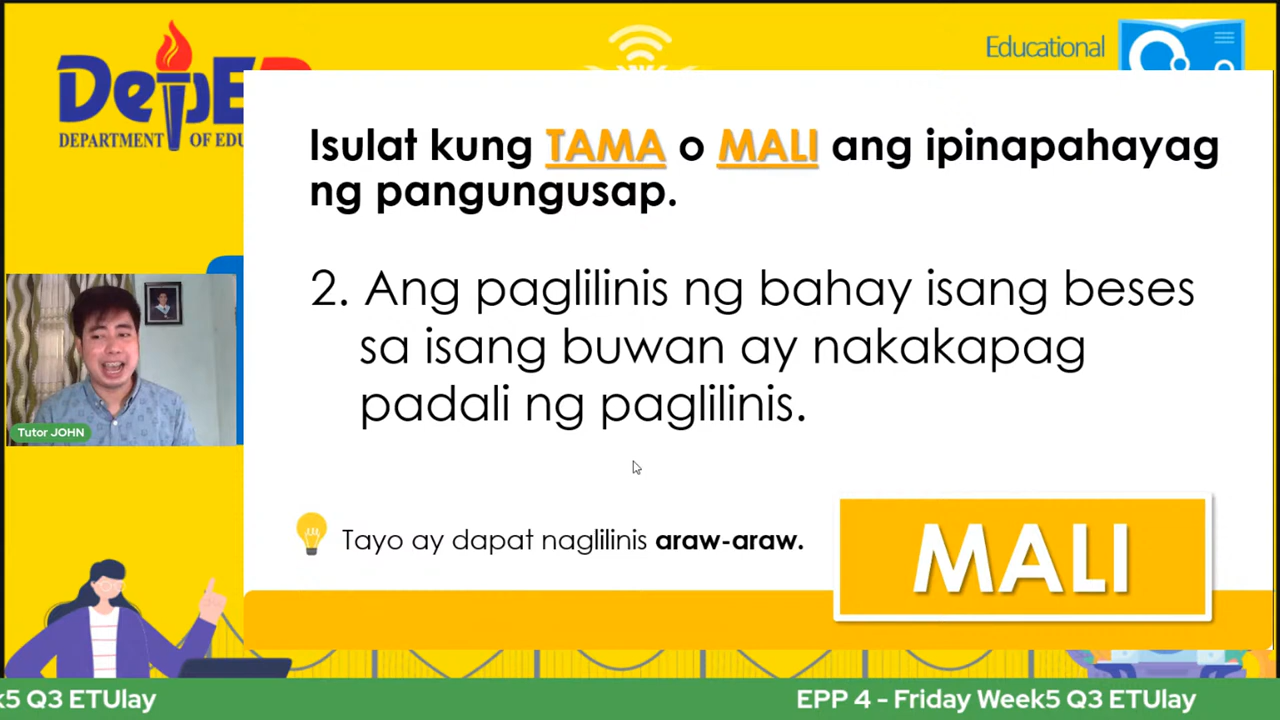 DepED
DEPARTMENT OF EDU
Educational
Isulat kung TAMA o MALI ang ipinapahayag
ng pangungusap.
2. Ang paglilinis ng bahay isang beses
sa isang buwan ay nakakapag
padali ng paglilinis.
Tutor JOHN
Tayo ay dapat naglilinis araw-araw.
MALI
k5 Q3 ETUlay
EPP 4 - Friday Week5 Q3 ETUlay